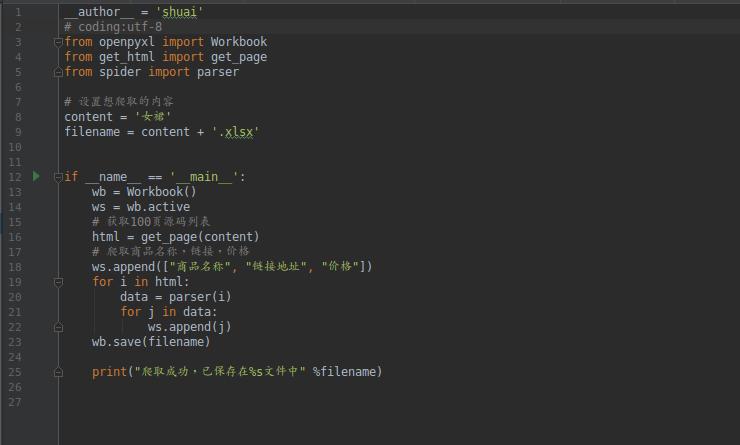 1 __author__ = 'shuai'
2 # coding:utf-8
3 from openpyxl import Workbook
4 from get_html import get_page
5 from spider import parser
6
7 # 设置想爬取的内容
8 content = '女裙'
9 filename = content + '.xlsx'
10
11
12 if __name__ == '__main__':
13 wb = Workbook()
14 ws = wb.active
15 # 获取100页源码列表
16 html = get_page(content)
17 # 爬取商品名称，链接，价格
18 ws.append(["商品名称", "链接地址", "价格"])
19 for i in html:
20 data = parser(i)
21 for j in data:
22 ws.append(j)
23 wb.save(filename)
24
25 print("爬取成功，已保存在%s文件中" %filename)
26
27